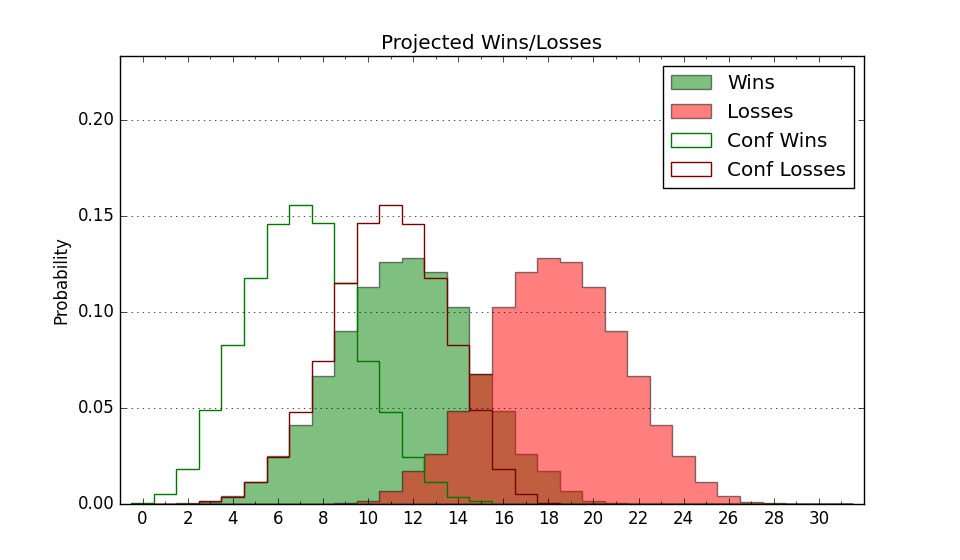 Projected Wins/Losses
Wins
Losses
Conf Wins
Conf Losses
Probability
0.20
0.15
0.10
0.05
0.00
0 2 4 6 8 10 12 14 16 18 20 22 24 26 28 30